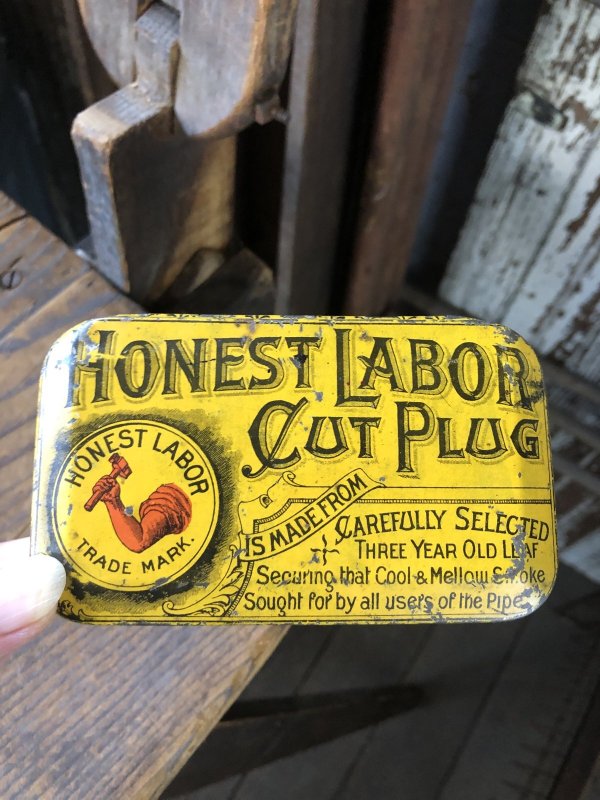 HONEST LABOR
CUT PLUG
HONEST LABOR
TRADE MARK.
IS MADE FROM
CAREFULLY SELECTED
THREE YEAR OLD LEAF
Securing that Cool & Mellow Smoke
Sought for by all users of the Pipe